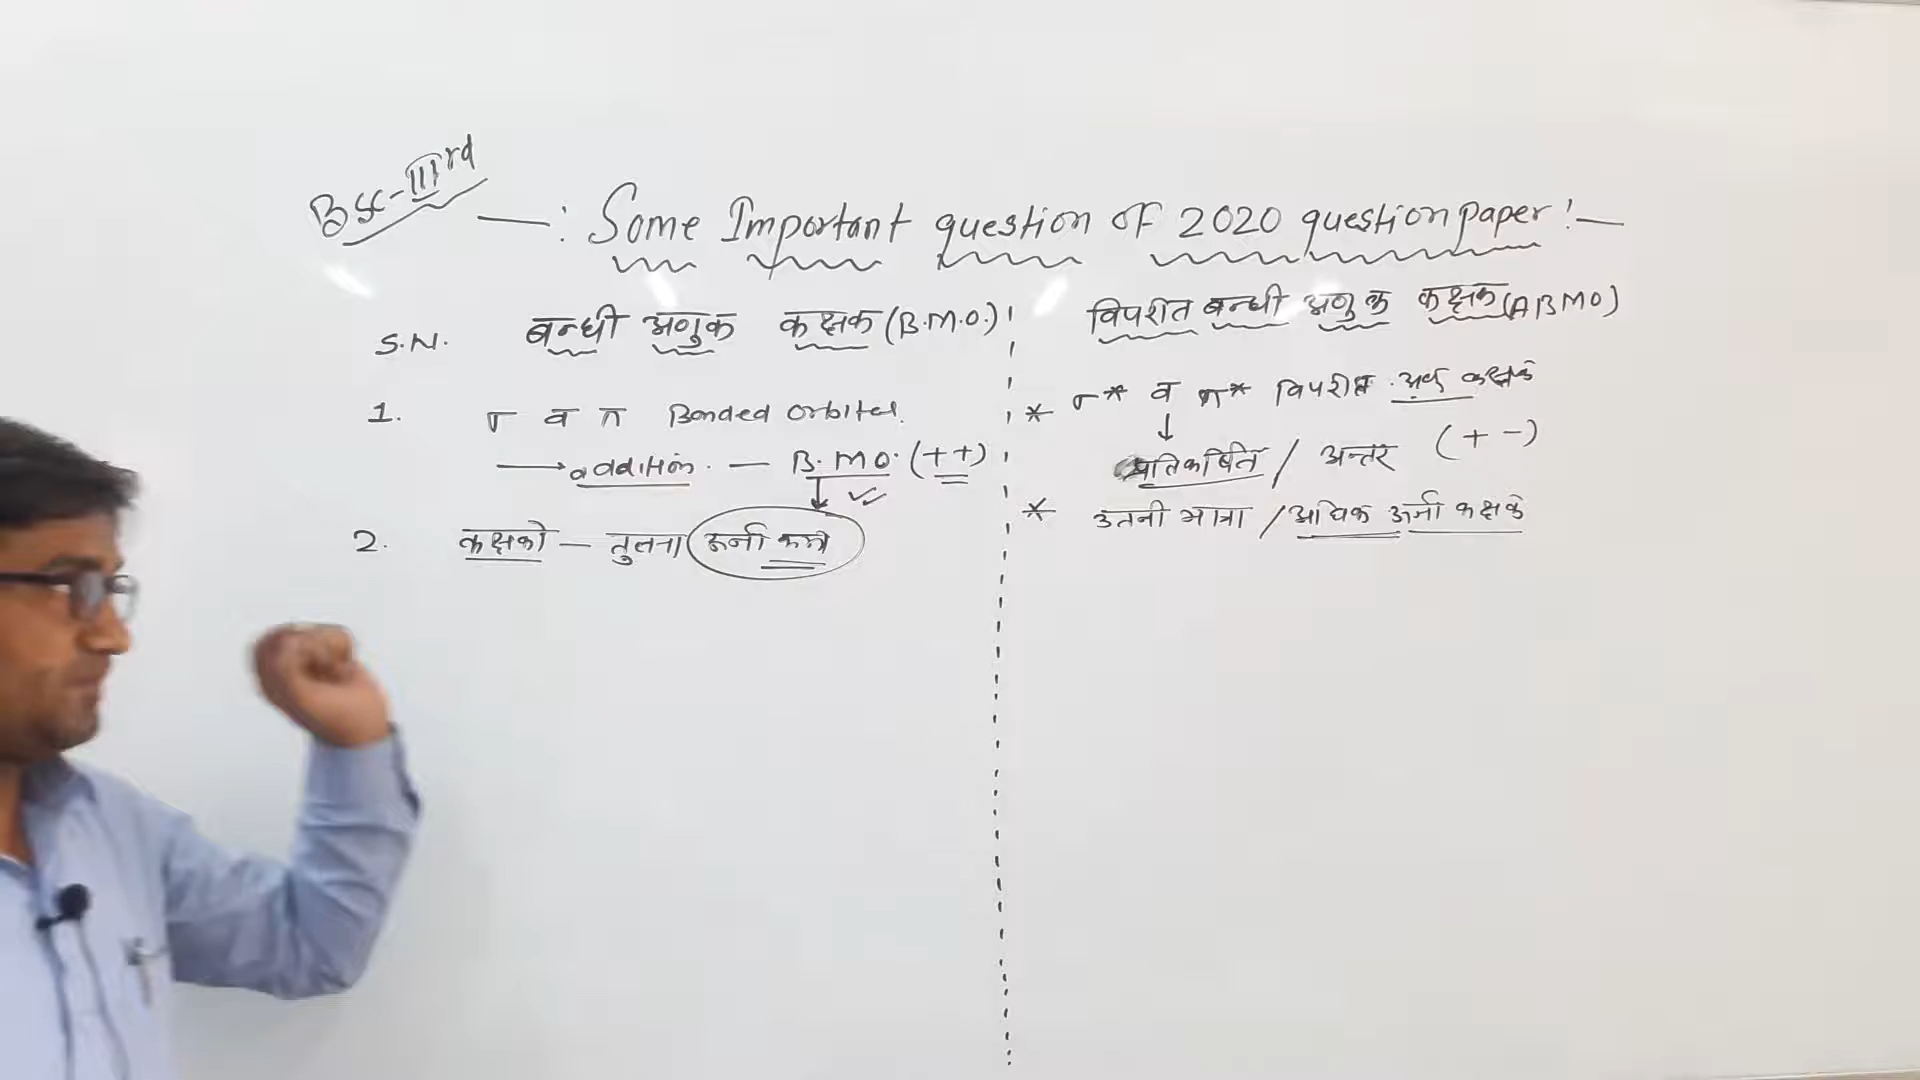 BSc-IIIrd
—: Some Important question of 2020 question paper :—
S.N. बन्धी अणुक कक्षक (B.M.O.) विपरीत बन्धी अणुक कक्षक (ABMO)
1. σ व π Bonded orbital.
→ addition. — B.M.O. (++)
2. कक्षको — तुलना ऊर्जा कम
* σ* व π* विपरीत कक्षके
↓
प्रतिकर्षित / अन्तर (+ -)
* उतनी मात्रा / अधिक ऊर्जा कक्षके